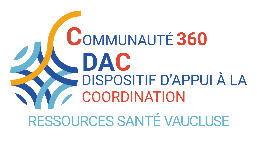 COMMUNAUTÉ 360
DAC
DISPOSITIF D'APPUI À LA
COORDINATION
RESSOURCES SANTÉ VAUCLUSE